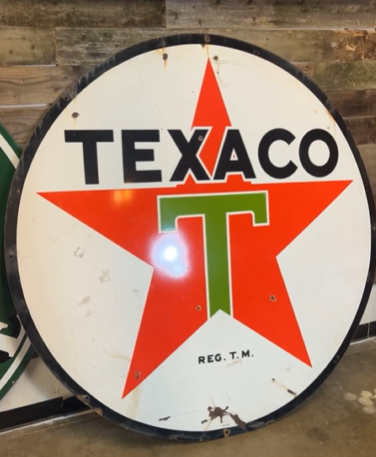 TEXACO
T
REG. T. M.